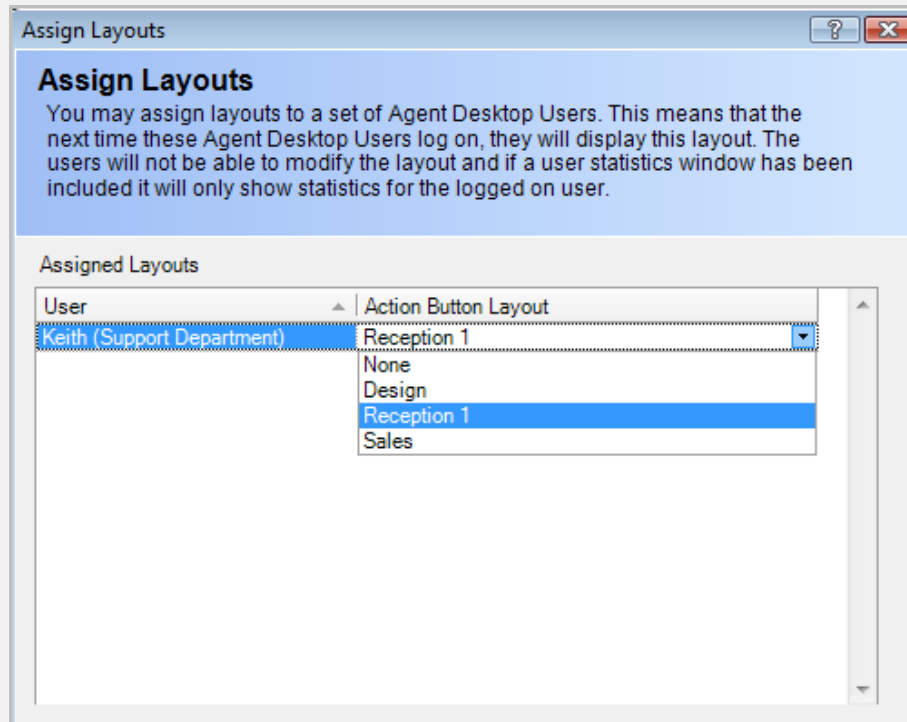 Assign Layouts
Assign Layouts
You may assign layouts to a set of Agent Desktop Users. This means that the
next time these Agent Desktop Users log on, they will display this layout. The
users will not be able to modify the layout and if a user statistics window has been
included it will only show statistics for the logged on user.
Assigned Layouts
User Action Button Layout
Keith (Support Department) Reception 1
None
Design
Reception 1
Sales